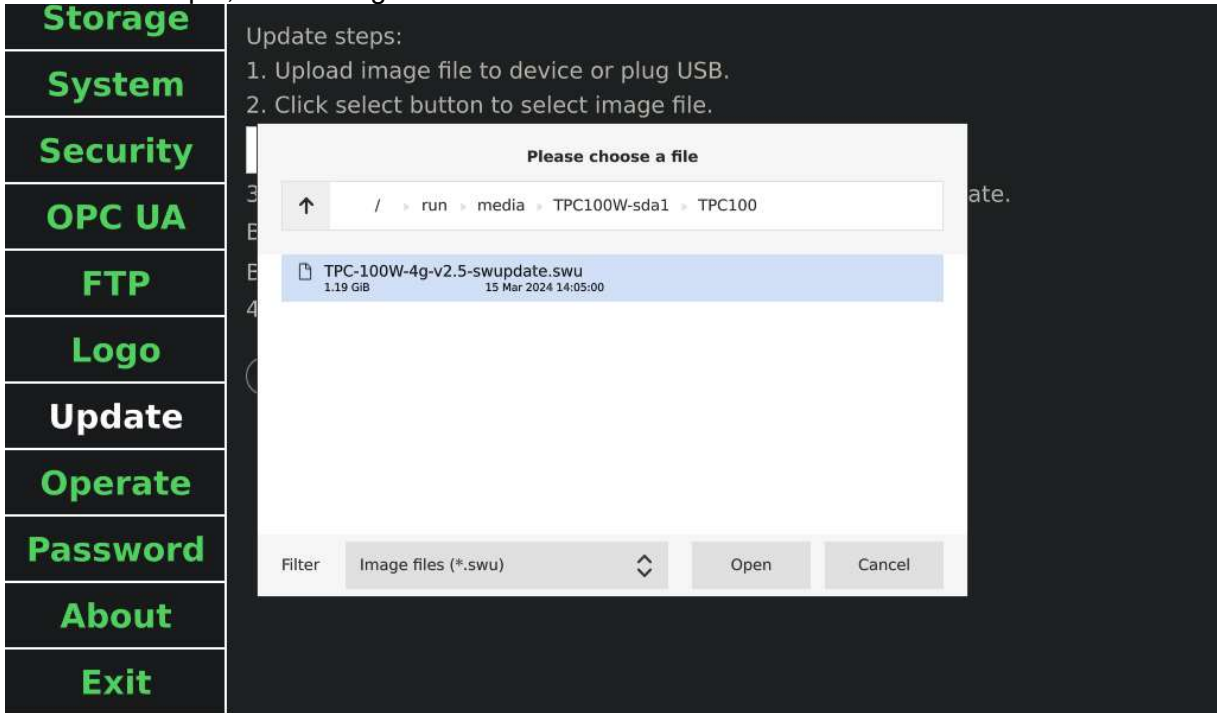 Storage
System
Security
OPC UA
FTP
Logo
Update
Operate
Password
About
Exit
Update steps:
1. Upload image file to device or plug USB.
2. Click select button to select image file.
3
ate.
4
Please choose a file
/ run media TPC100W-sda1 TPC100
TPC-100W-4g-v2.5-swupdate.swu
1.19 GiB 15 Mar 2024 14:05:00
Filter Image files (*.swu) Open Cancel